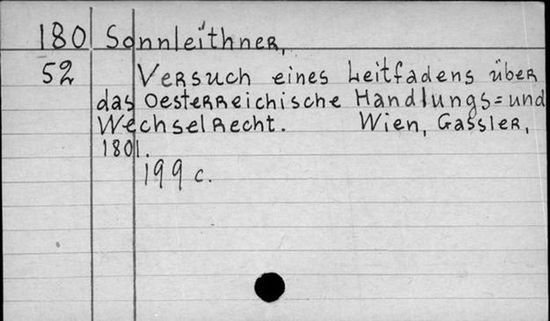 180 Sonnleithner,
52 Versuch eines Leitfadens über
das Oesterreichische Handlungs=und
Wechselrecht. Wien, Gassler,
1801.
199 c.